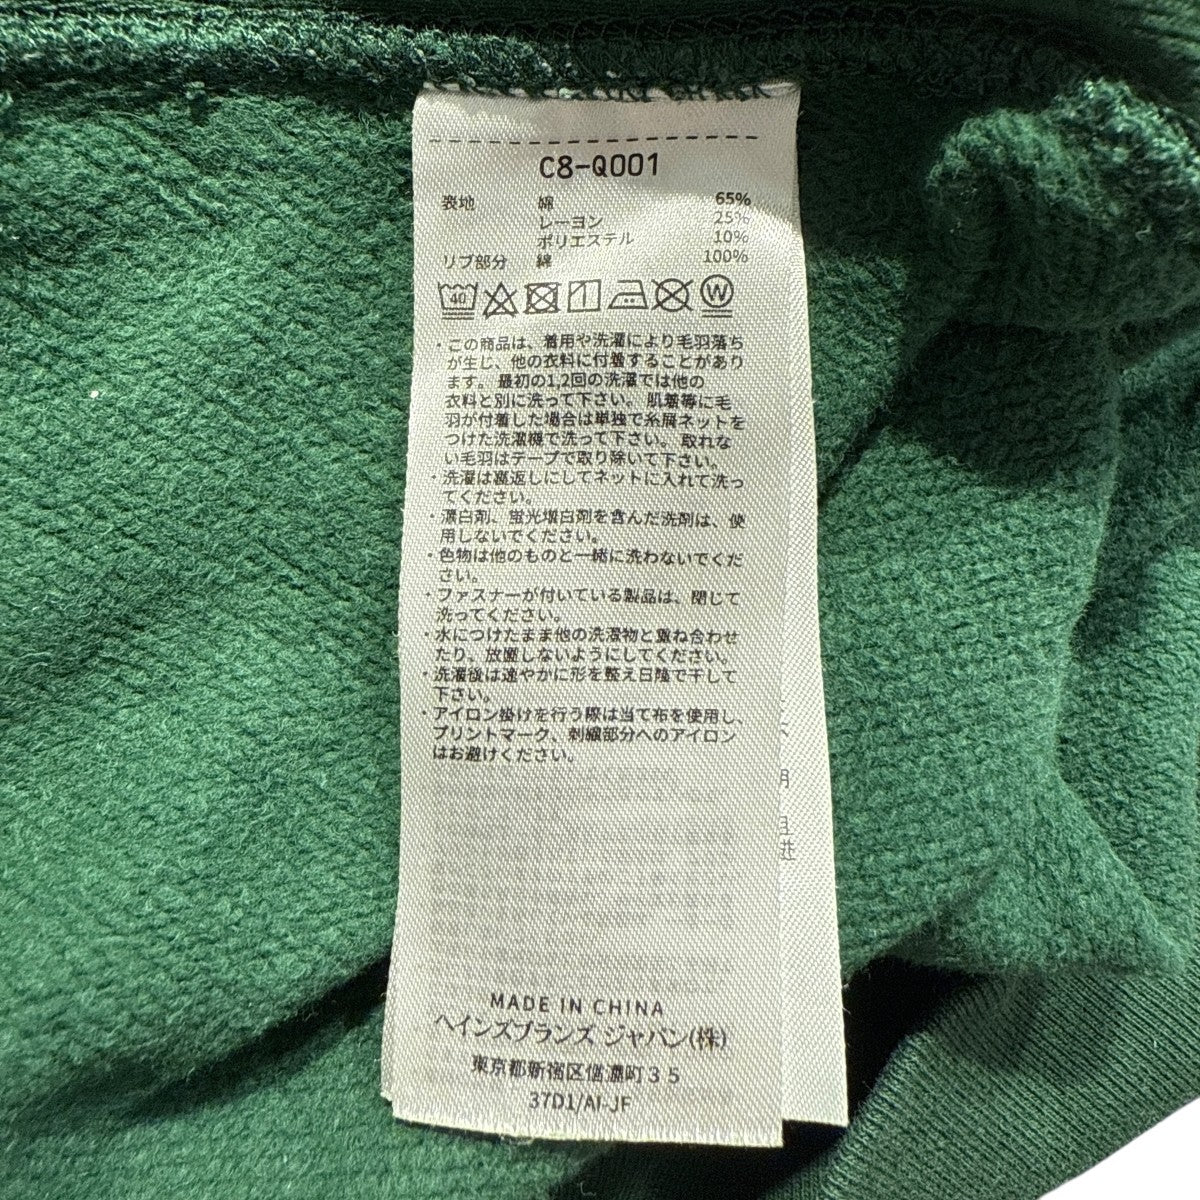 C8-Q001
表地 綿 65%
レーヨン 25%
ポリエステル 10%
リブ部分 綿 100%
40 W
・この商品は、着用や洗濯により毛羽落ち
が生じ、他の衣料に付着することがあり
ます。最初の1,2回の洗濯では他の
衣料と別に洗って下さい。肌着等に毛
羽が付着した場合は単独で糸屑ネットを
つけた洗濯機で洗って下さい。取れな
い毛羽はテープで取り除いて下さい。
・洗濯は裏返しにしてネットに入れて洗っ
てください。
・漂白剤、蛍光増白剤を含んだ洗剤は、使
用しないでください。
・色物は他のものと一緒に洗わないでくだ
さい。
・ファスナーが付いている製品は、閉じて
洗ってください。
・水につけたまま他の洗濯物と重ね合わせ
たり、放置しないようにしてください。
・洗濯後は速やかに形を整え日陰で干して
下さい。
・アイロン掛けを行う際は当て布を使用し、
プリントマーク、刺繍部分へのアイロン
はお避けください。
MADE IN CHINA
ヘインズブランズ ジャパン(株)
東京都新宿区信濃町35
37D1/AI-JF